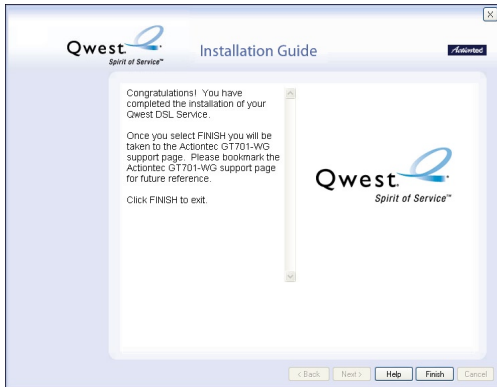 X
Qwest.
Spirit of Service™
Installation Guide
Actiontec
Congratulations! You have
completed the installation of your
Qwest DSL Service.
Once you select FINISH you will be
taken to the Actiontec GT701-WG
support page. Please bookmark the
Actiontec GT701-WG support page
for future reference.
Click FINISH to exit.
Qwest.
Spirit of Service™
< Back
Next >
Help
Finish
Cancel